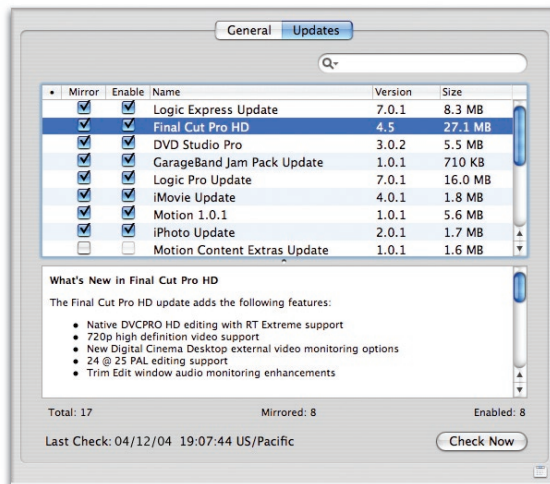 General Updates
• Mirror Enable Name Version Size
Logic Express Update 7.0.1 8.3 MB
Final Cut Pro HD 4.5 27.1 MB
DVD Studio Pro 3.0.2 5.5 MB
GarageBand Jam Pack Update 1.0.1 710 KB
Logic Pro Update 7.0.1 16.0 MB
iMovie Update 4.0.1 1.8 MB
Motion 1.0.1 1.0.1 5.6 MB
iPhoto Update 2.0.1 1.7 MB
Motion Content Extras Update 1.0.1 1.6 MB
What's New in Final Cut Pro HD
The Final Cut Pro HD update adds the following features:
• Native DVCPRO HD editing with RT Extreme support
• 720p high definition video support
• New Digital Cinema Desktop external video monitoring options
• 24 @ 25 PAL editing support
• Trim Edit window audio monitoring enhancements
Total: 17 Mirrored: 8 Enabled: 8
Last Check: 04/12/04 19:07:44 US/Pacific Check Now